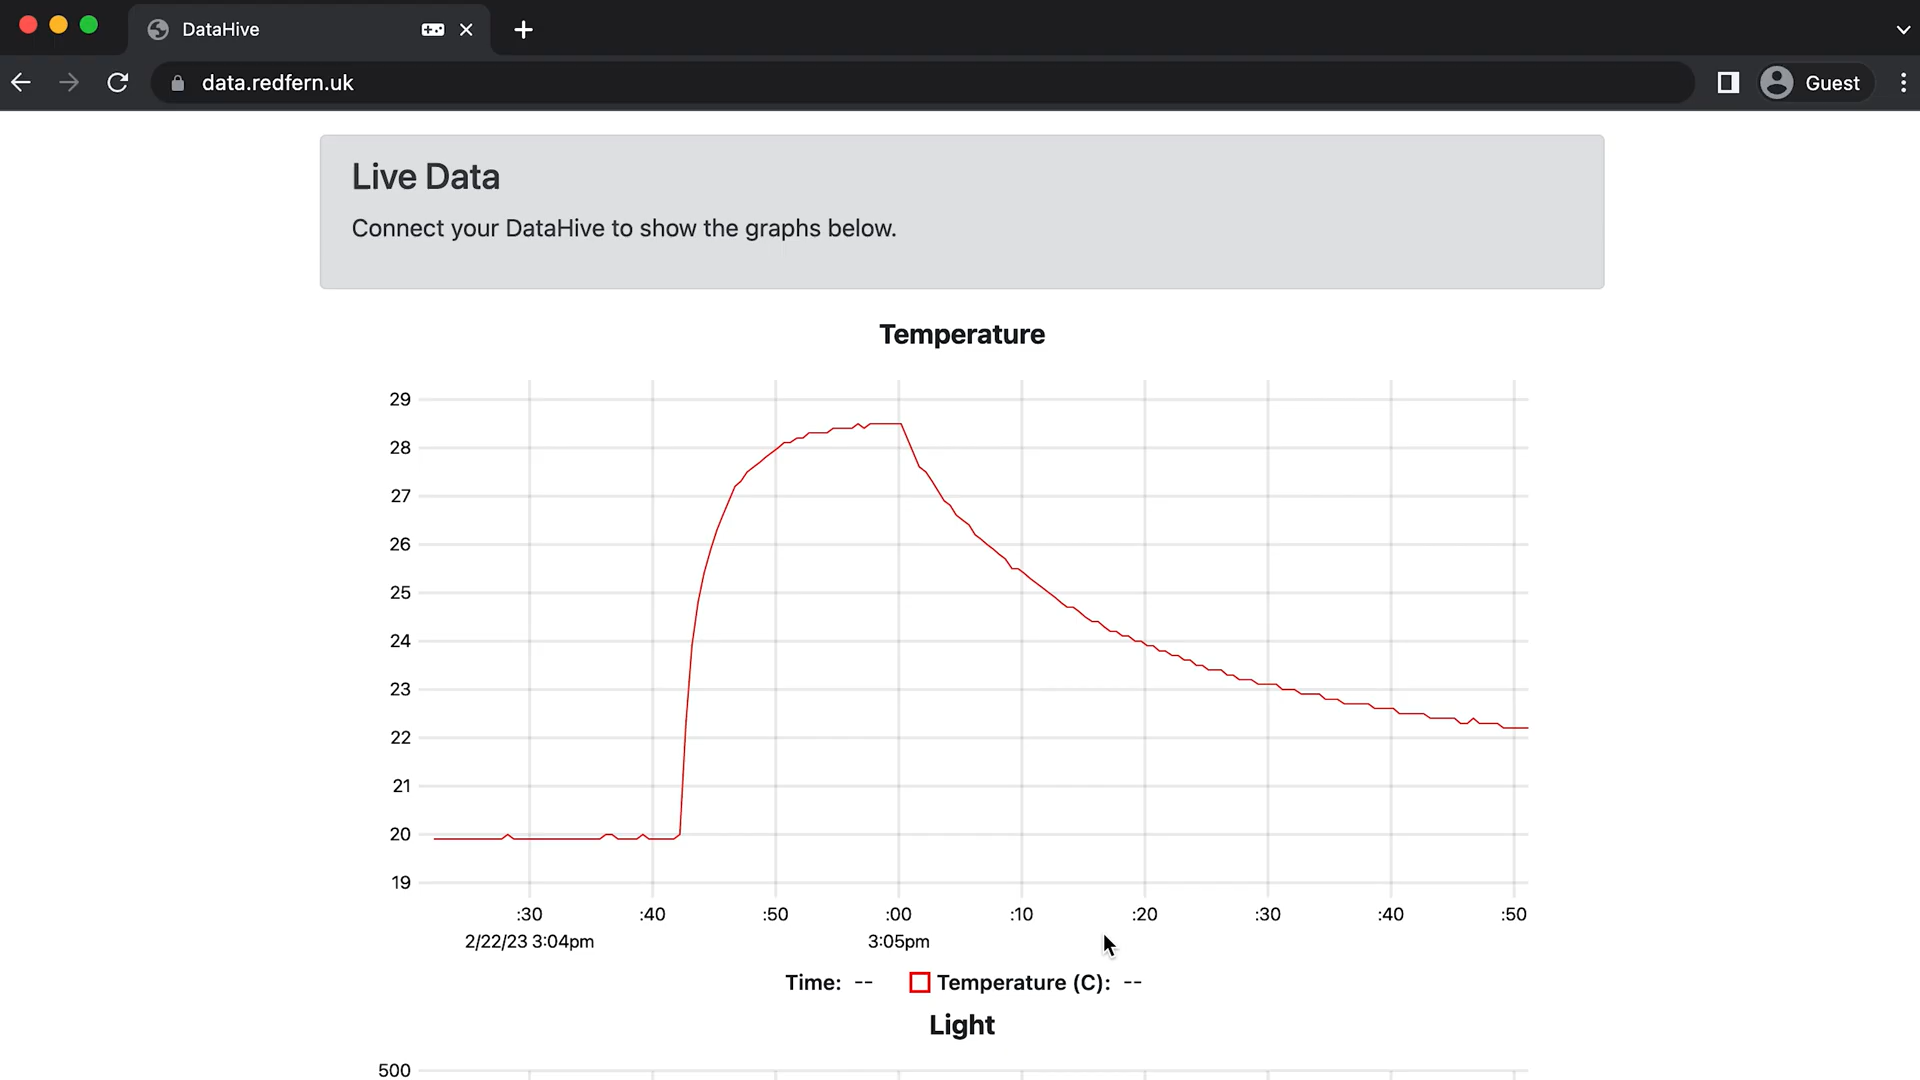 DataHive
data.redfern.uk
Guest
Live Data
Connect your DataHive to show the graphs below.
Temperature
29
28
27
26
25
24
23
22
21
20
19
:30 :40 :50 :00 :10 :20 :30 :40 :50
2/22/23 3:04pm 3:05pm
Time: -- Temperature (C): --
Light
500